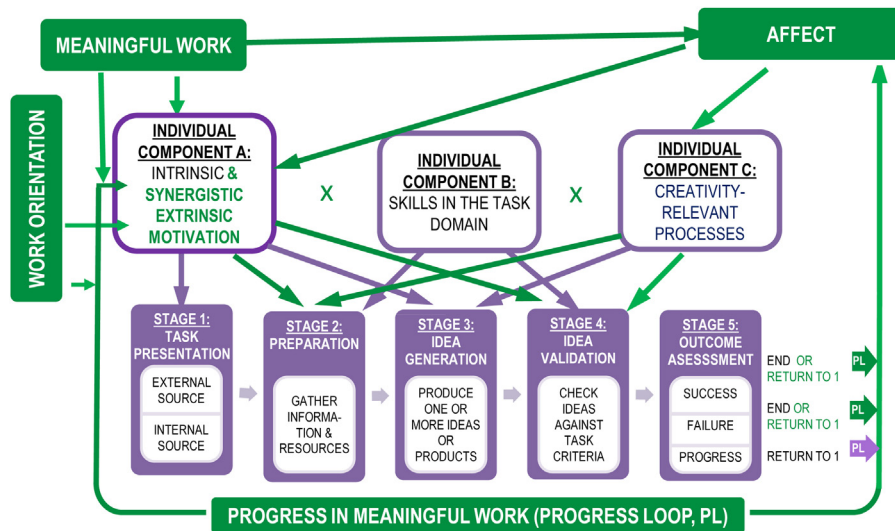 MEANINGFUL WORK
AFFECT
WORK ORIENTATION
INDIVIDUAL
COMPONENT A:
INTRINSIC &
SYNERGISTIC
EXTRINSIC
MOTIVATION
X
INDIVIDUAL
COMPONENT B:
SKILLS IN THE TASK
DOMAIN
X
INDIVIDUAL
COMPONENT C:
CREATIVITY-
RELEVANT
PROCESSES
STAGE 1:
TASK
PRESENTATION
EXTERNAL
SOURCE
INTERNAL
SOURCE
STAGE 2:
PREPARATION
GATHER
INFORMA-
TION &
RESOURCES
STAGE 3:
IDEA
GENERATION
PRODUCE
ONE OR
MORE IDEAS
OR
PRODUCTS
STAGE 4:
IDEA
VALIDATION
CHECK
IDEAS
AGAINST
TASK
CRITERIA
STAGE 5:
OUTCOME
ASESSSMENT
SUCCESS
FAILURE
PROGRESS
END OR
RETURN TO 1
PL
END OR
RETURN TO 1
PL
RETURN TO 1
PL
PROGRESS IN MEANINGFUL WORK (PROGRESS LOOP, PL)